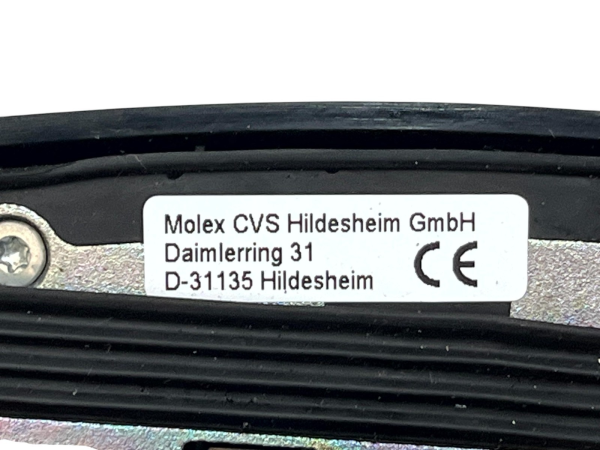 Molex CVS Hildesheim GmbH
Daimlerring 31
D-31135 Hildesheim
CE